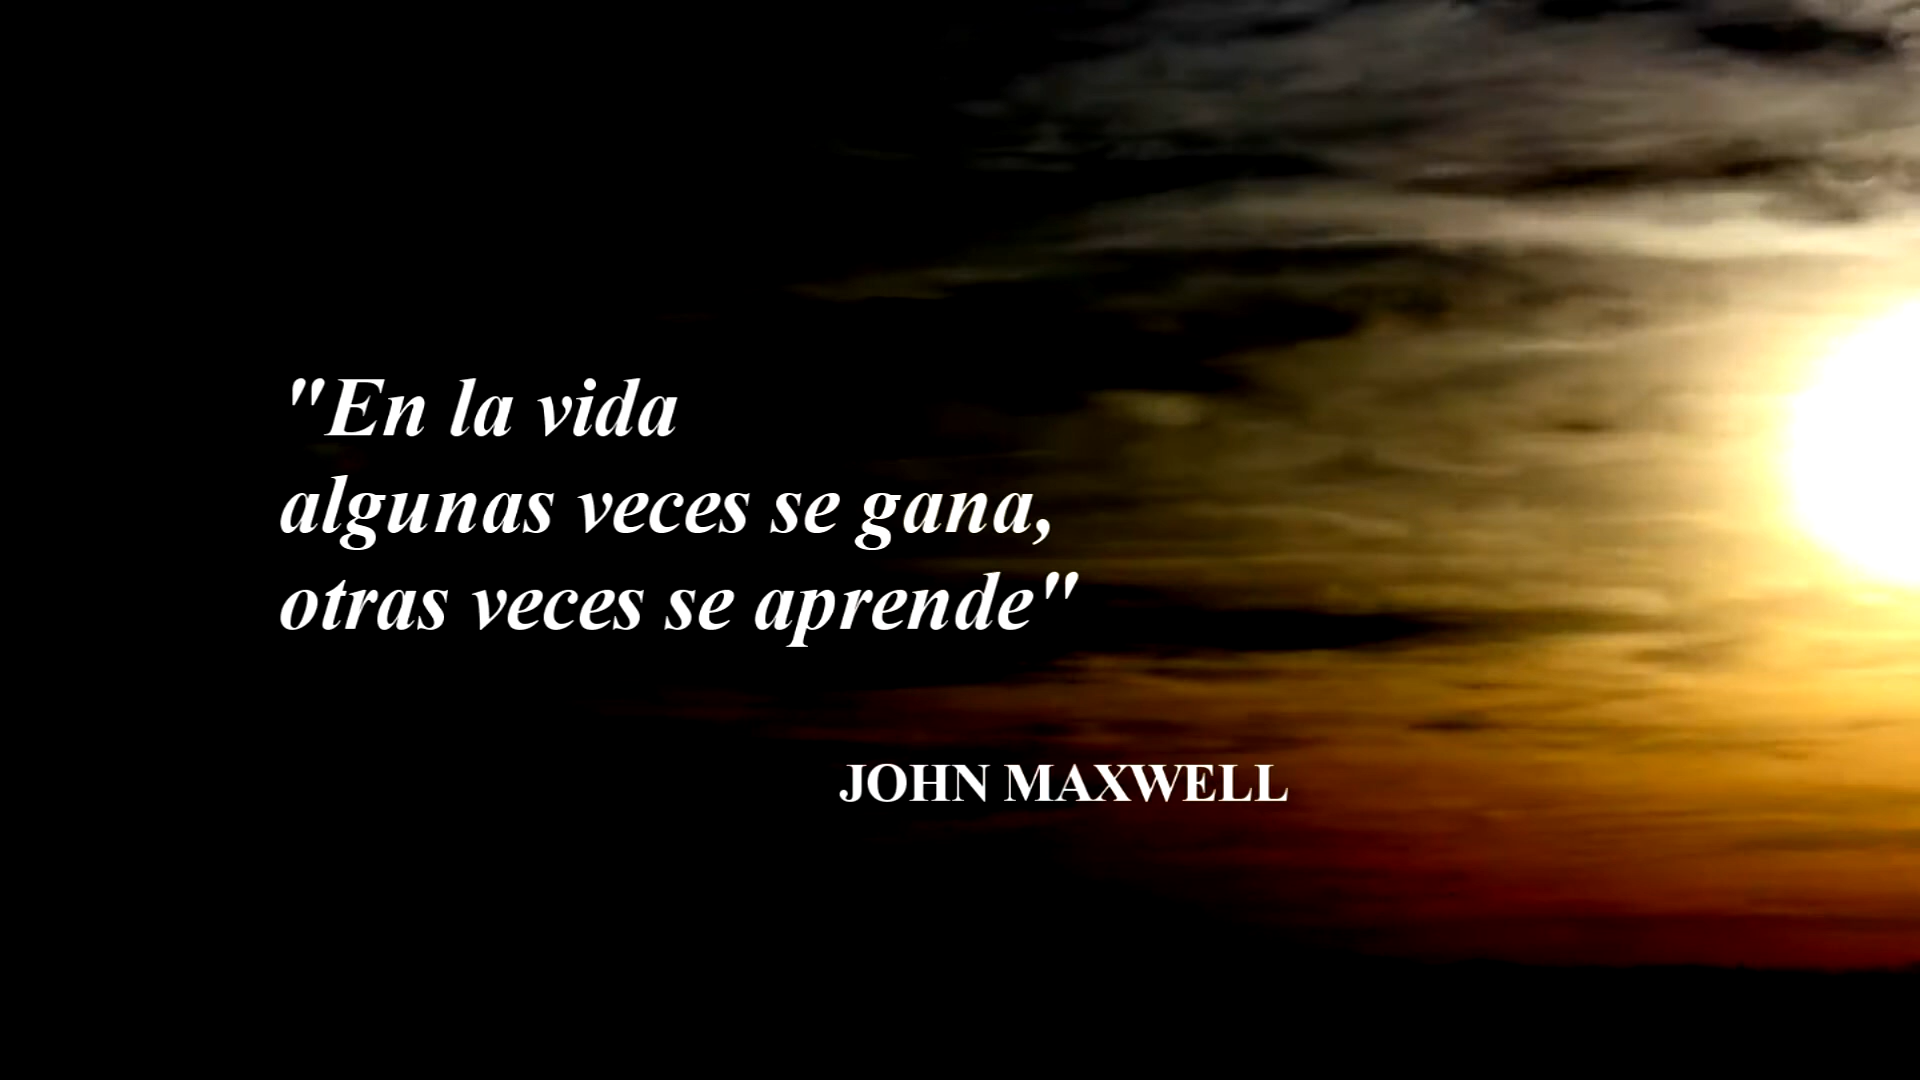 "En la vida
algunas veces se gana,
otras veces se aprende"
JOHN MAXWELL